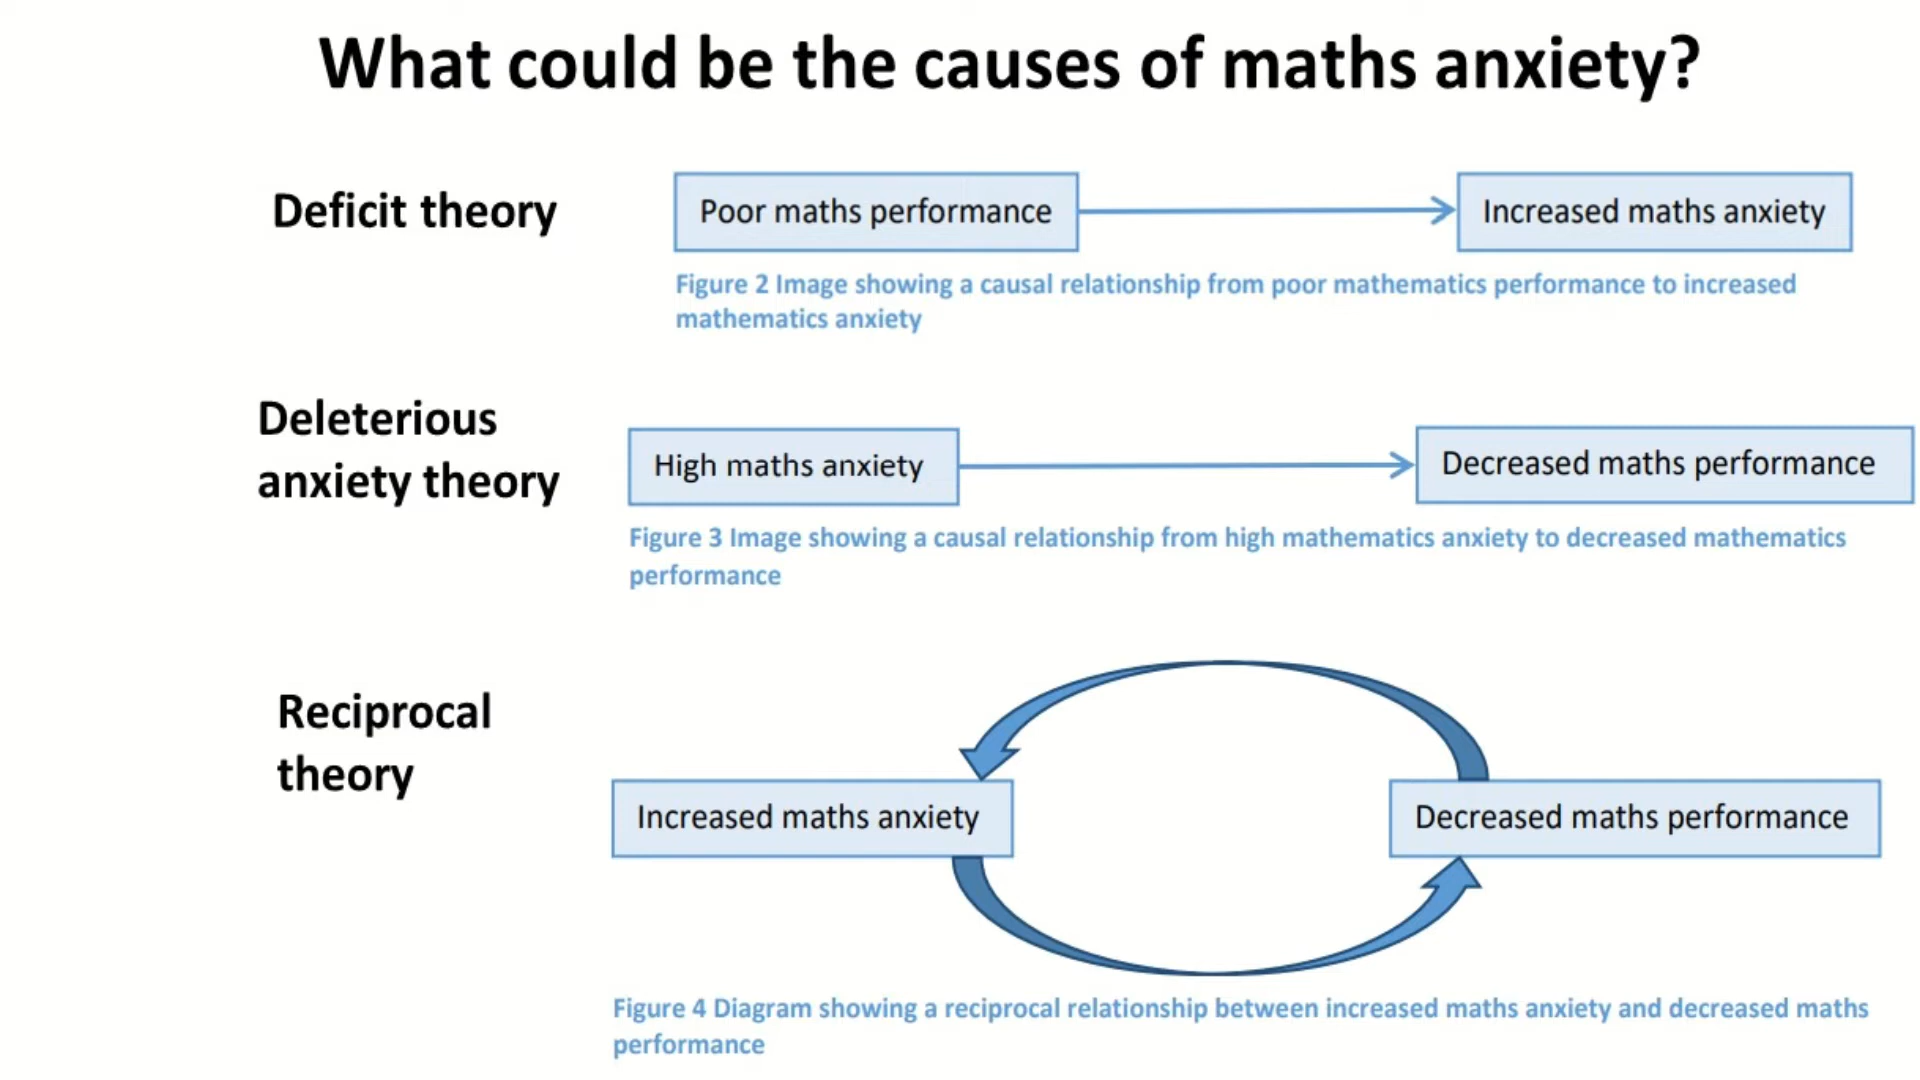 What could be the causes of maths anxiety?
Deficit theory
Poor maths performance
Increased maths anxiety
Figure 2 Image showing a causal relationship from poor mathematics performance to increased
mathematics anxiety
Deleterious
anxiety theory
High maths anxiety
Decreased maths performance
Figure 3 Image showing a causal relationship from high mathematics anxiety to decreased mathematics
performance
Reciprocal
theory
Increased maths anxiety
Decreased maths performance
Figure 4 Diagram showing a reciprocal relationship between increased maths anxiety and decreased maths
performance